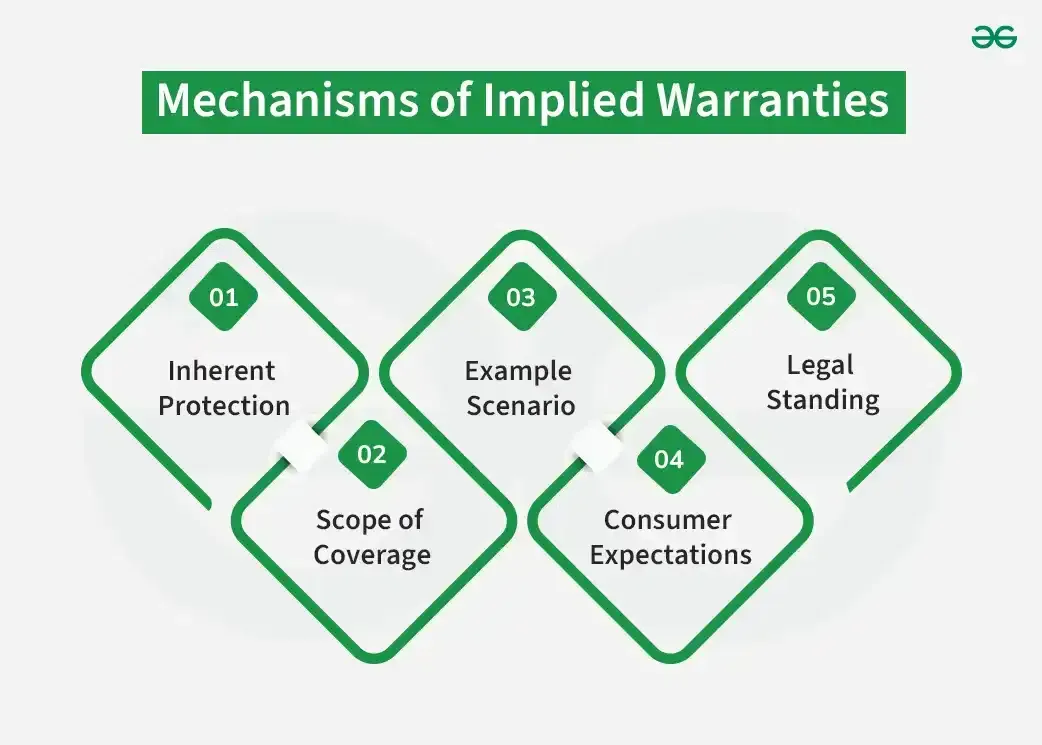 Mechanisms of Implied Warranties
01
Inherent
Protection
02
Scope of
Coverage
03
Example
Scenario
04
Consumer
Expectations
05
Legal
Standing